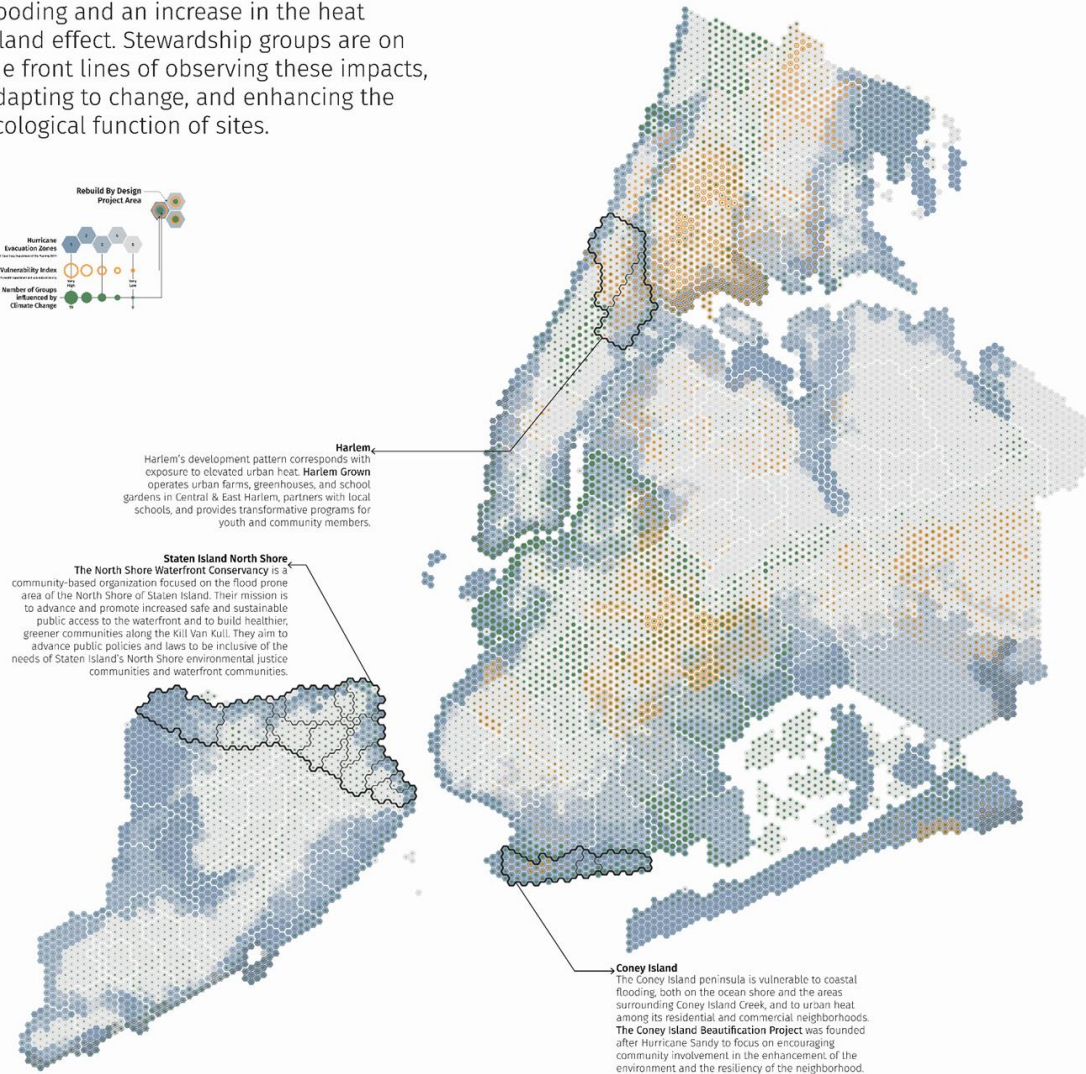 ooding and an increase in the heat
land effect. Stewardship groups are on
e front lines of observing these impacts,
dapting to change, and enhancing the
cological function of sites.
Rebuild By Design
Project Area
Hurricane
Evacuation Zones
Vulnerability Index
Very
High
Very
Low
Number of Groups
influenced by
Climate Change
Harlem
Harlem's development pattern corresponds with
exposure to elevated urban heat. Harlem Grown
operates urban farms, greenhouses, and school
gardens in Central & East Harlem, partners with local
schools, and provides transformative programs for
youth and community members.
Staten Island North Shore
The North Shore Waterfront Conservancy is a
community-based organization focused on the flood prone
area of the North Shore of Staten Island. Their mission is
to advance and promote increased safe and sustainable
public access to the waterfront and to build healthier,
greener communities along the Kill Van Kull. They aim to
advance public policies and laws to be inclusive of the
needs of Staten Island's North Shore environmental justice
communities and waterfront communities.
Coney Island
The Coney Island peninsula is vulnerable to coastal
flooding, both on the ocean shore and the areas
surrounding Coney Island Creek, and to urban heat
among its residential and commercial neighborhoods.
The Coney Island Beautification Project was founded
after Hurricane Sandy to focus on encouraging
community involvement in the enhancement of the
environment and the resiliency of the neighborhood.